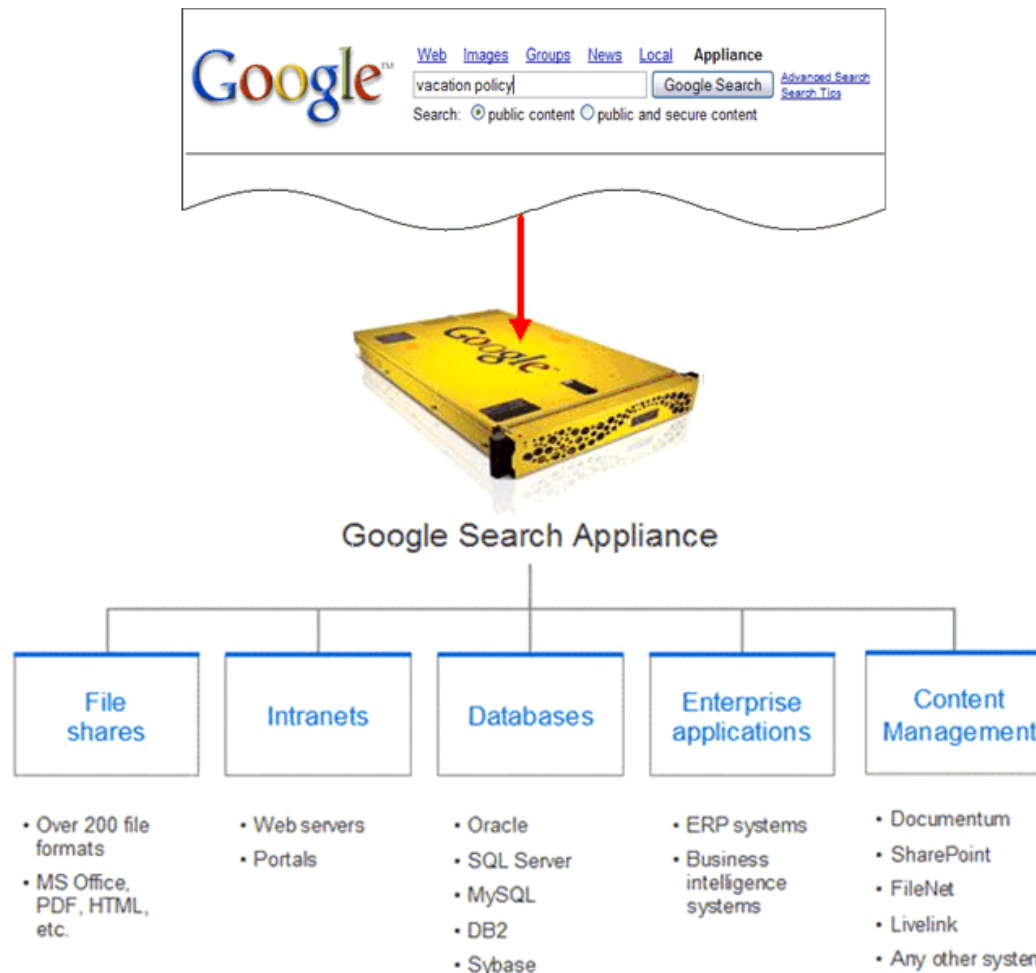 Google™
Web Images Groups News Local Appliance
vacation policy Google Search Advanced Search
Search Tips
Search: public content public and secure content
Google
Google Search Appliance
File
shares
Intranets
Databases
Enterprise
applications
Content
Management
• Over 200 file
formats
• MS Office,
PDF, HTML,
etc.
• Web servers
• Portals
• Oracle
• SQL Server
• MySQL
• DB2
• Sybase
• ERP systems
• Business
intelligence
systems
• Documentum
• SharePoint
• FileNet
• Livelink
• Any other system